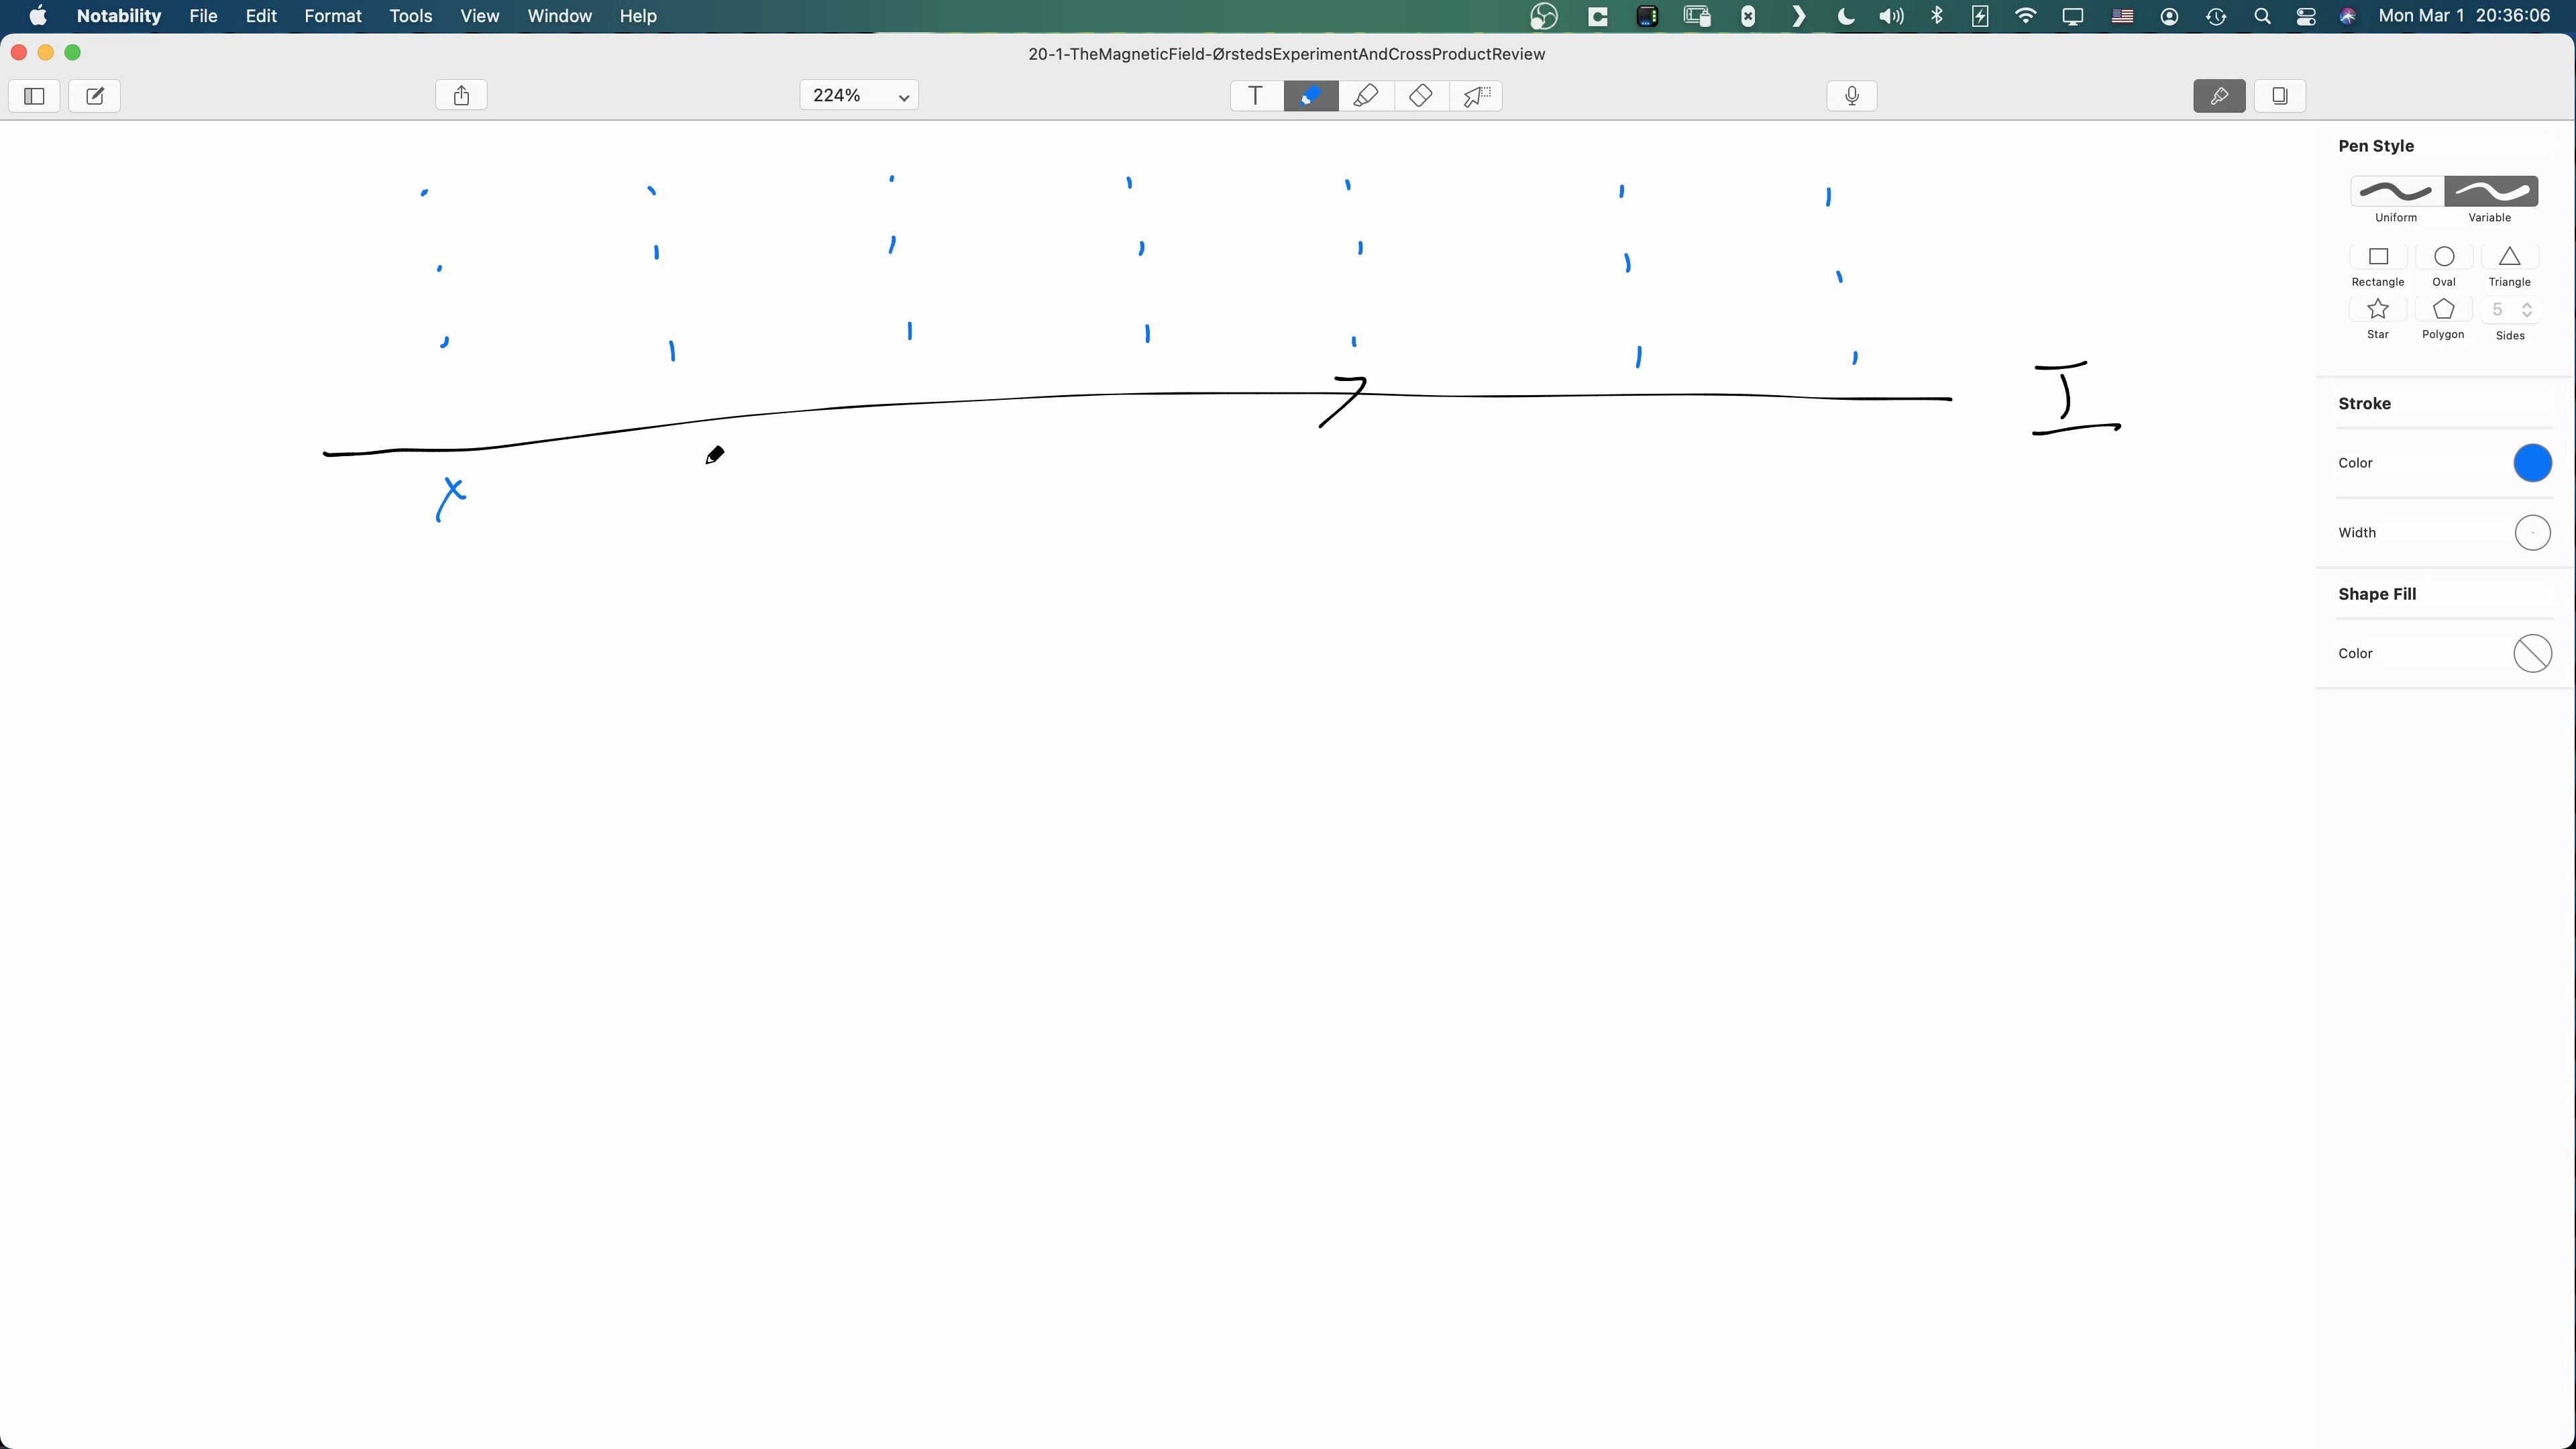 Notability File Edit Format Tools View Window Help Mon Mar 1 20:36:06
20-1-TheMagneticField-ØrstedsExperimentAndCrossProductReview
224%
T
Pen Style
Uniform Variable
Rectangle Oval Triangle
5
Star Polygon Sides
I
Stroke
Color
x
Width
Shape Fill
Color